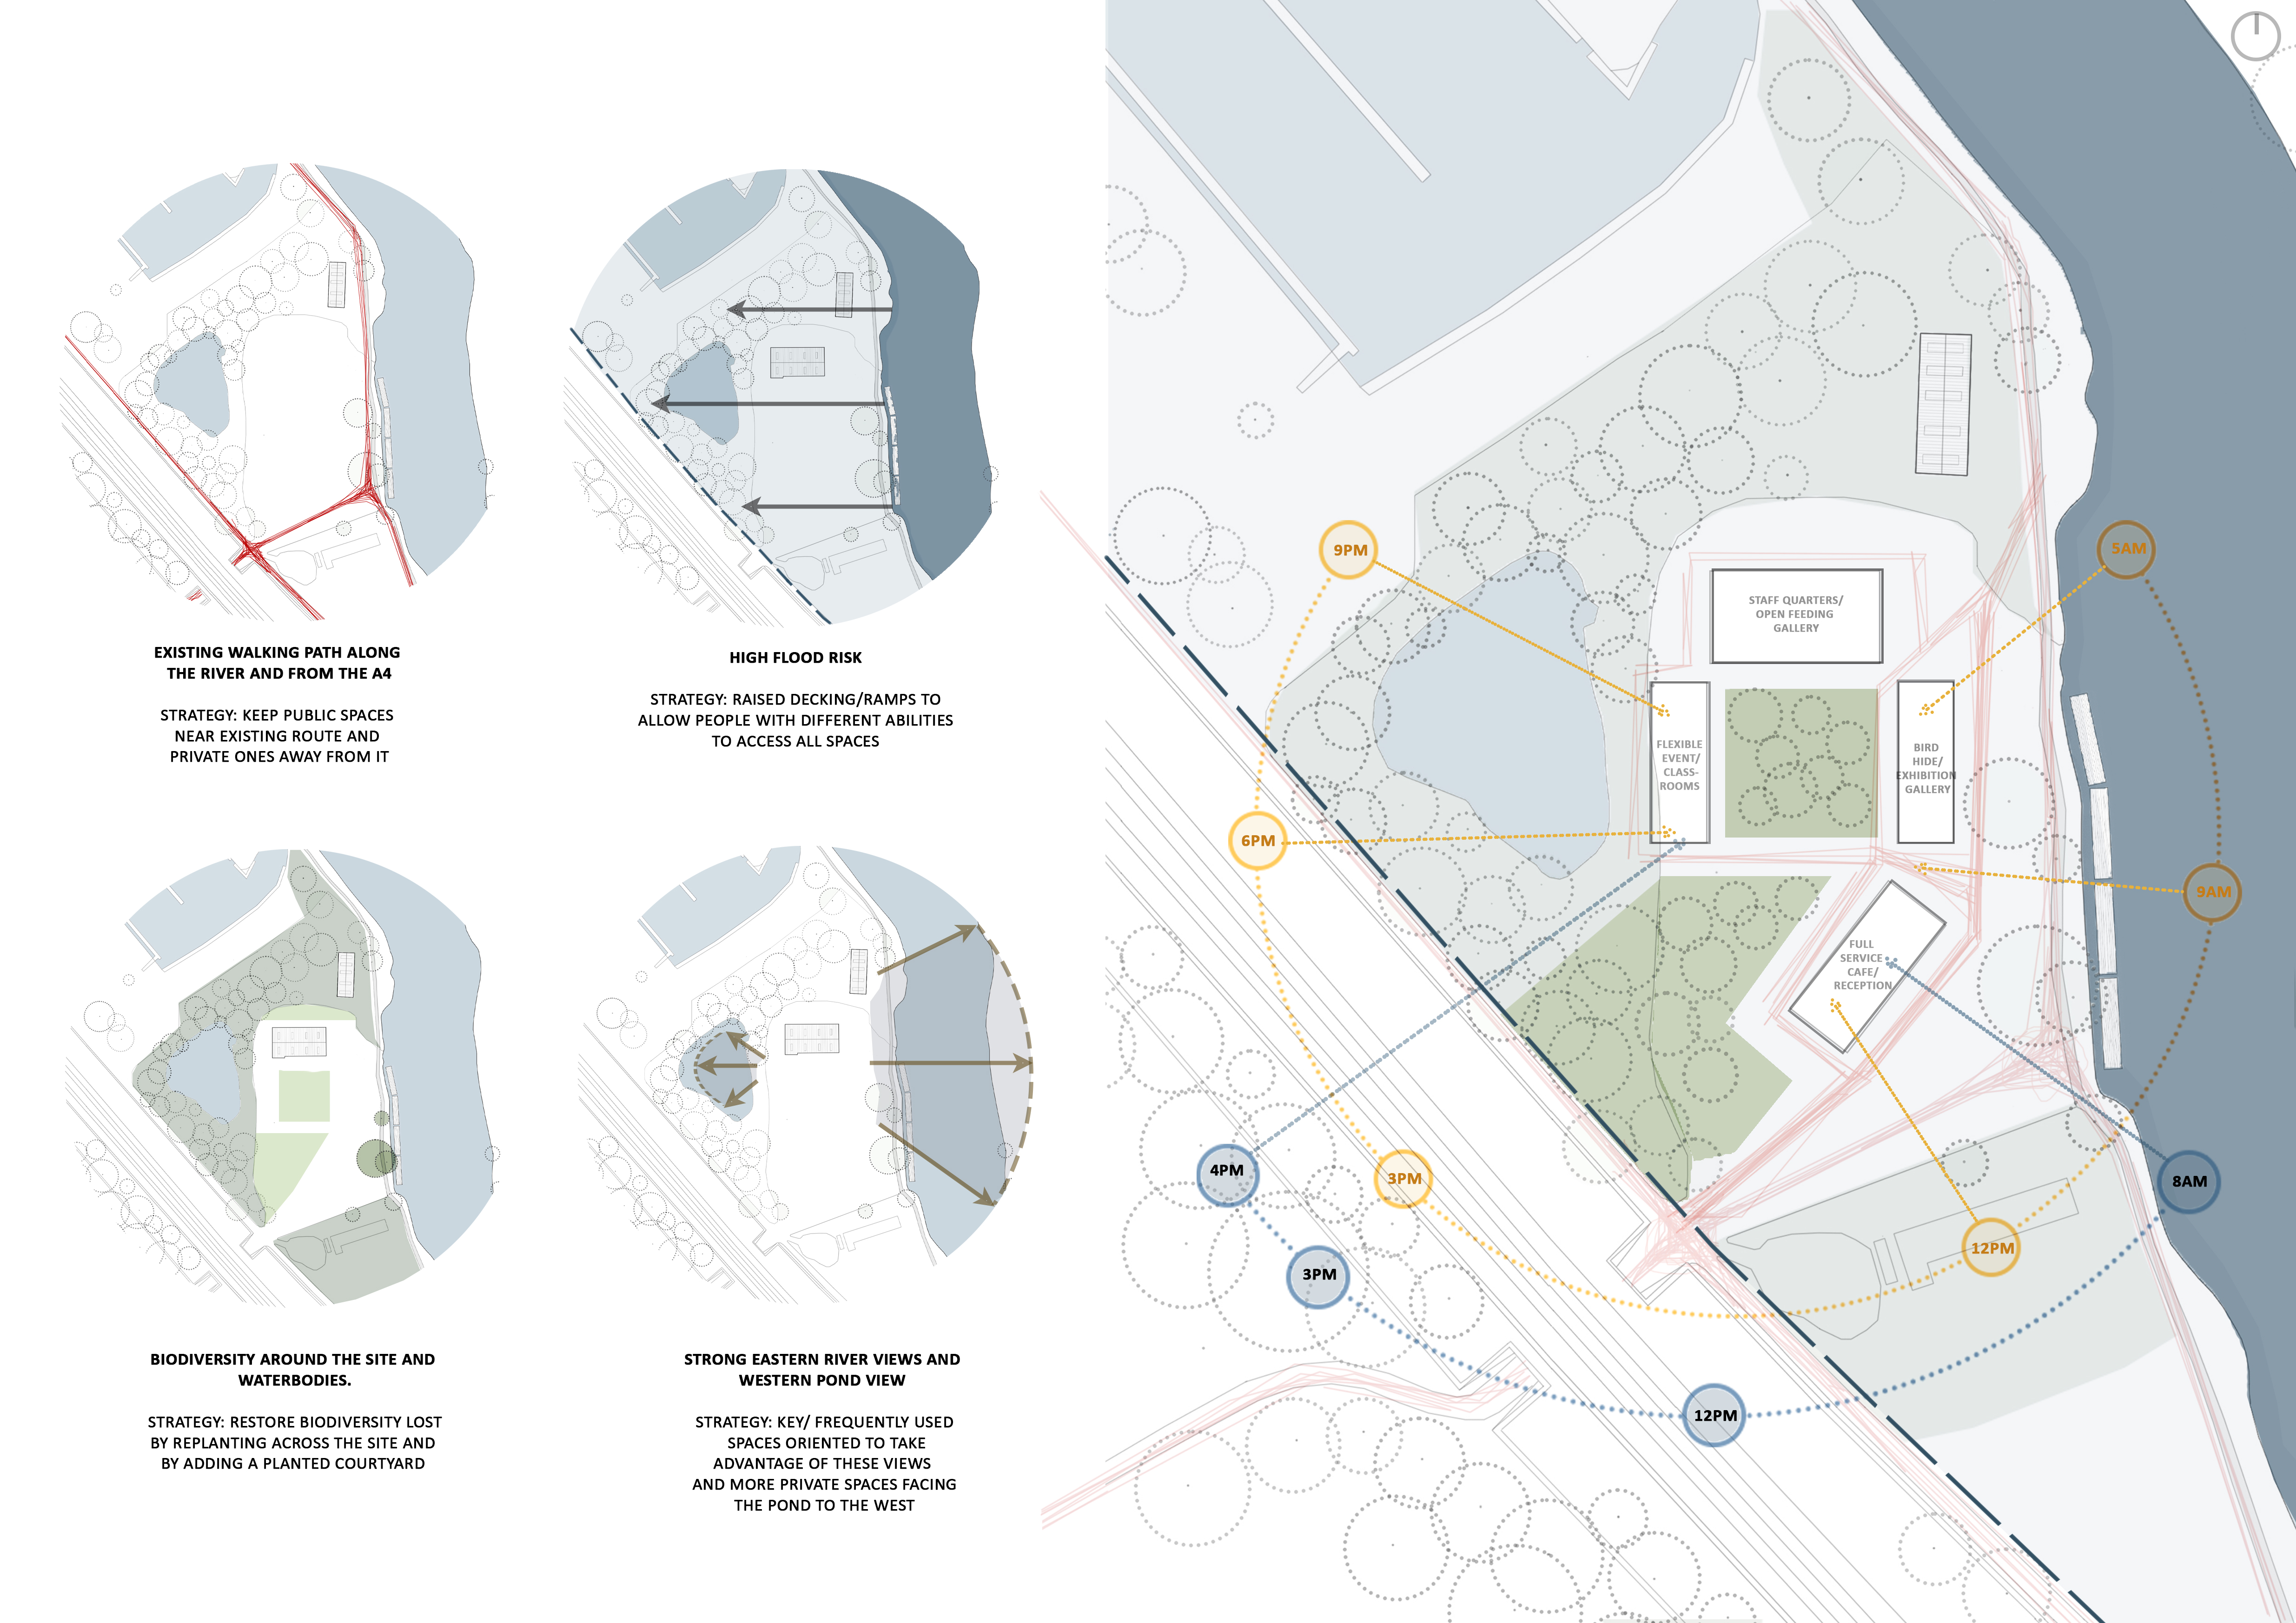 EXISTING WALKING PATH ALONG
THE RIVER AND FROM THE A4
STRATEGY: KEEP PUBLIC SPACES
NEAR EXISTING ROUTE AND
PRIVATE ONES AWAY FROM IT
HIGH FLOOD RISK
STRATEGY: RAISED DECKING/RAMPS TO
ALLOW PEOPLE WITH DIFFERENT ABILITIES
TO ACCESS ALL SPACES
BIODIVERSITY AROUND THE SITE AND
WATERBODIES.
STRATEGY: RESTORE BIODIVERSITY LOST
BY REPLANTING ACROSS THE SITE AND
BY ADDING A PLANTED COURTYARD
STRONG EASTERN RIVER VIEWS AND
WESTERN POND VIEW
STRATEGY: KEY/ FREQUENTLY USED
SPACES ORIENTED TO TAKE
ADVANTAGE OF THESE VIEWS
AND MORE PRIVATE SPACES FACING
THE POND TO THE WEST
9PM
5AM
STAFF QUARTERS/
OPEN FEEDING
GALLERY
FLEXIBLE
EVENT/
CLASS-
ROOMS
BIRD
HIDE/
EXHIBITION
GALLERY
6PM
9AM
FULL
SERVICE
CAFE/
RECEPTION
4PM
3PM
8AM
12PM
3PM
12PM